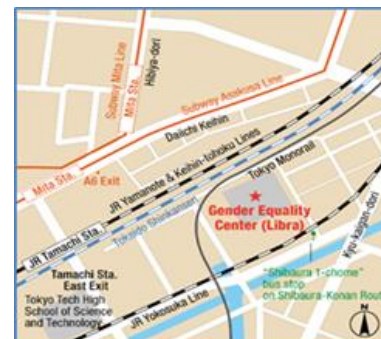 Subway Mita Line
Mita Sta.
Hibiya-dori
Subway Asakusa Line
Daiichi Keihin
Mita Sta.
A6 Exit
JR Yamanote & Keihin-tohoku Lines
Tokyo Monorail
JR Tamachi Sta.
Tokaido Shinkansen
Gender Equality
Center (Libra)
Kyu-kaigan-dori
Tamachi Sta.
East Exit
Tokyo Tech High
School of Science
and Technology
JR Yokosuka Line
"Shibaura 1-chome"
bus stop
on Shibaura-Konan Route
N